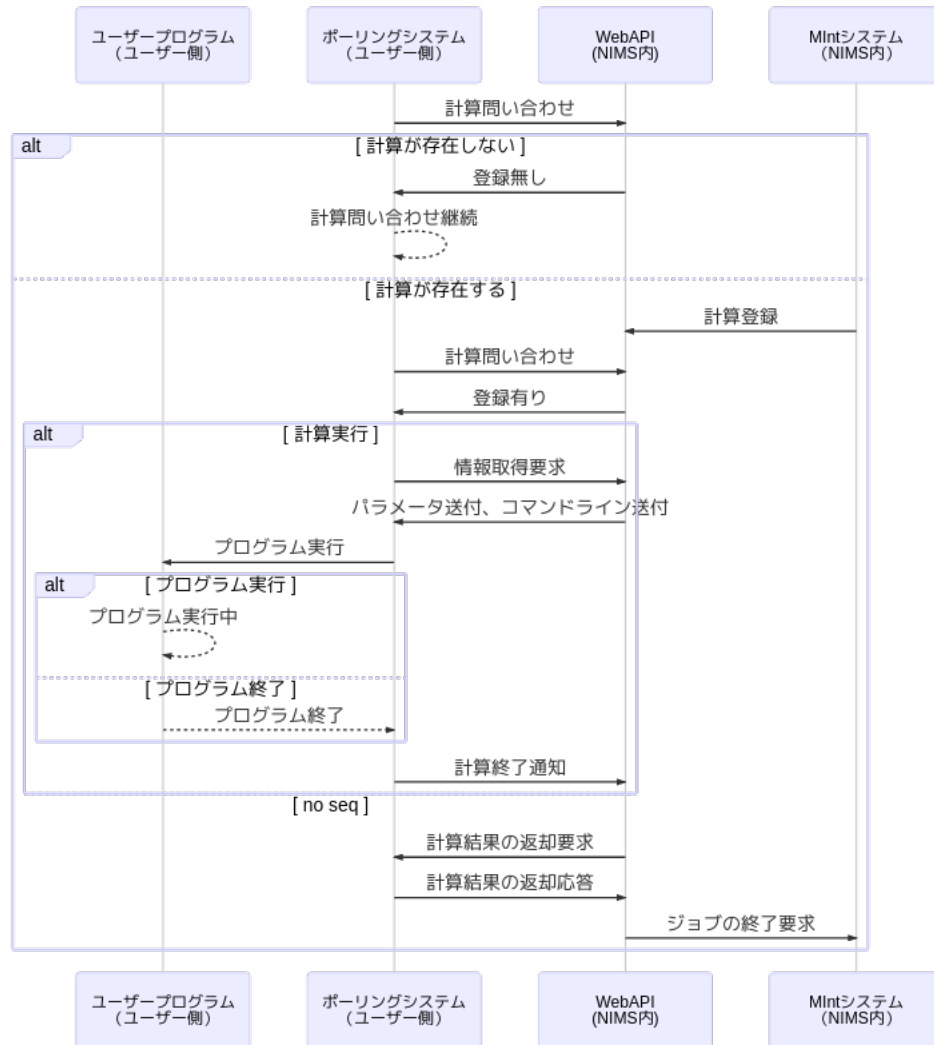 ユーザープログラム
（ユーザー側）
ポーリングシステム
（ユーザー側）
WebAPI
(NIMS内)
MIntシステム
（NIMS内）
計算問い合わせ
alt
[ 計算が存在しない ]
登録無し
計算問い合わせ継続
[ 計算が存在する ]
計算登録
計算問い合わせ
登録有り
alt
[ 計算実行 ]
情報取得要求
パラメータ送付、コマンドライン送付
プログラム実行
alt
[ プログラム実行 ]
プログラム実行中
[ プログラム終了 ]
プログラム終了
計算終了通知
[ no seq ]
計算結果の返却要求
計算結果の返却応答
ジョブの終了要求
ユーザープログラム
（ユーザー側）
ポーリングシステム
（ユーザー側）
WebAPI
(NIMS内)
MIntシステム
（NIMS内）